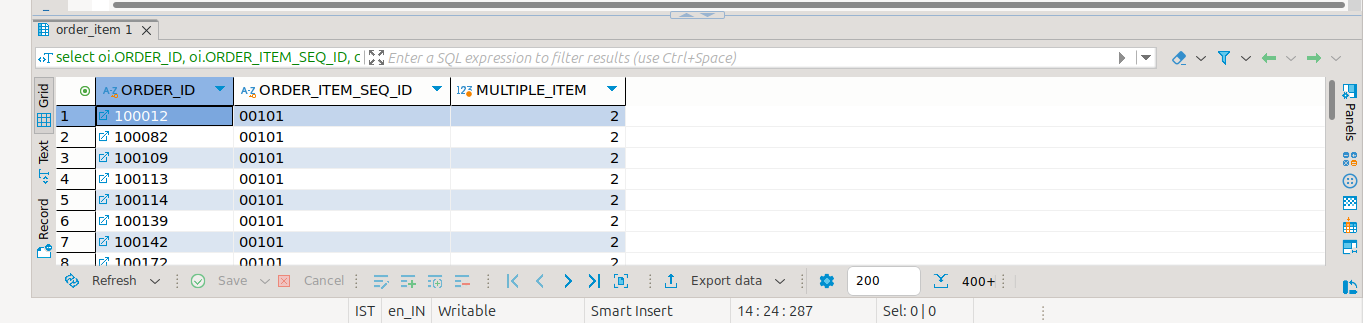 order_item 1
select oi.ORDER_ID, oi.ORDER_ITEM_SEQ_ID, c
Enter a SQL expression to filter results (use Ctrl+Space)
Grid
Text
Record
ORDER_ID ORDER_ITEM_SEQ_ID MULTIPLE_ITEM
1 100012 00101 2
2 100082 00101 2
3 100109 00101 2
4 100113 00101 2
5 100114 00101 2
6 100139 00101 2
7 100142 00101 2
8 100172 00101 2
Panels
Refresh Save Cancel Export data 200 400+
IST en_IN Writable Smart Insert 14 : 24 : 287 Sel: 0 | 0